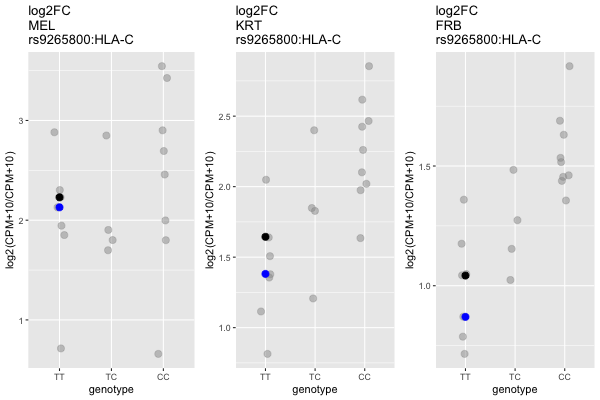 log2FC
MEL
rs9265800:HLA-C
log2(CPM+10/CPM+10)
3
2
1
TT
TC
CC
genotype
log2FC
KRT
rs9265800:HLA-C
log2(CPM+10/CPM+10)
2.5
2.0
1.5
1.0
TT
TC
CC
genotype
log2FC
FRB
rs9265800:HLA-C
log2(CPM+10/CPM+10)
1.5
1.0
TT
TC
CC
genotype